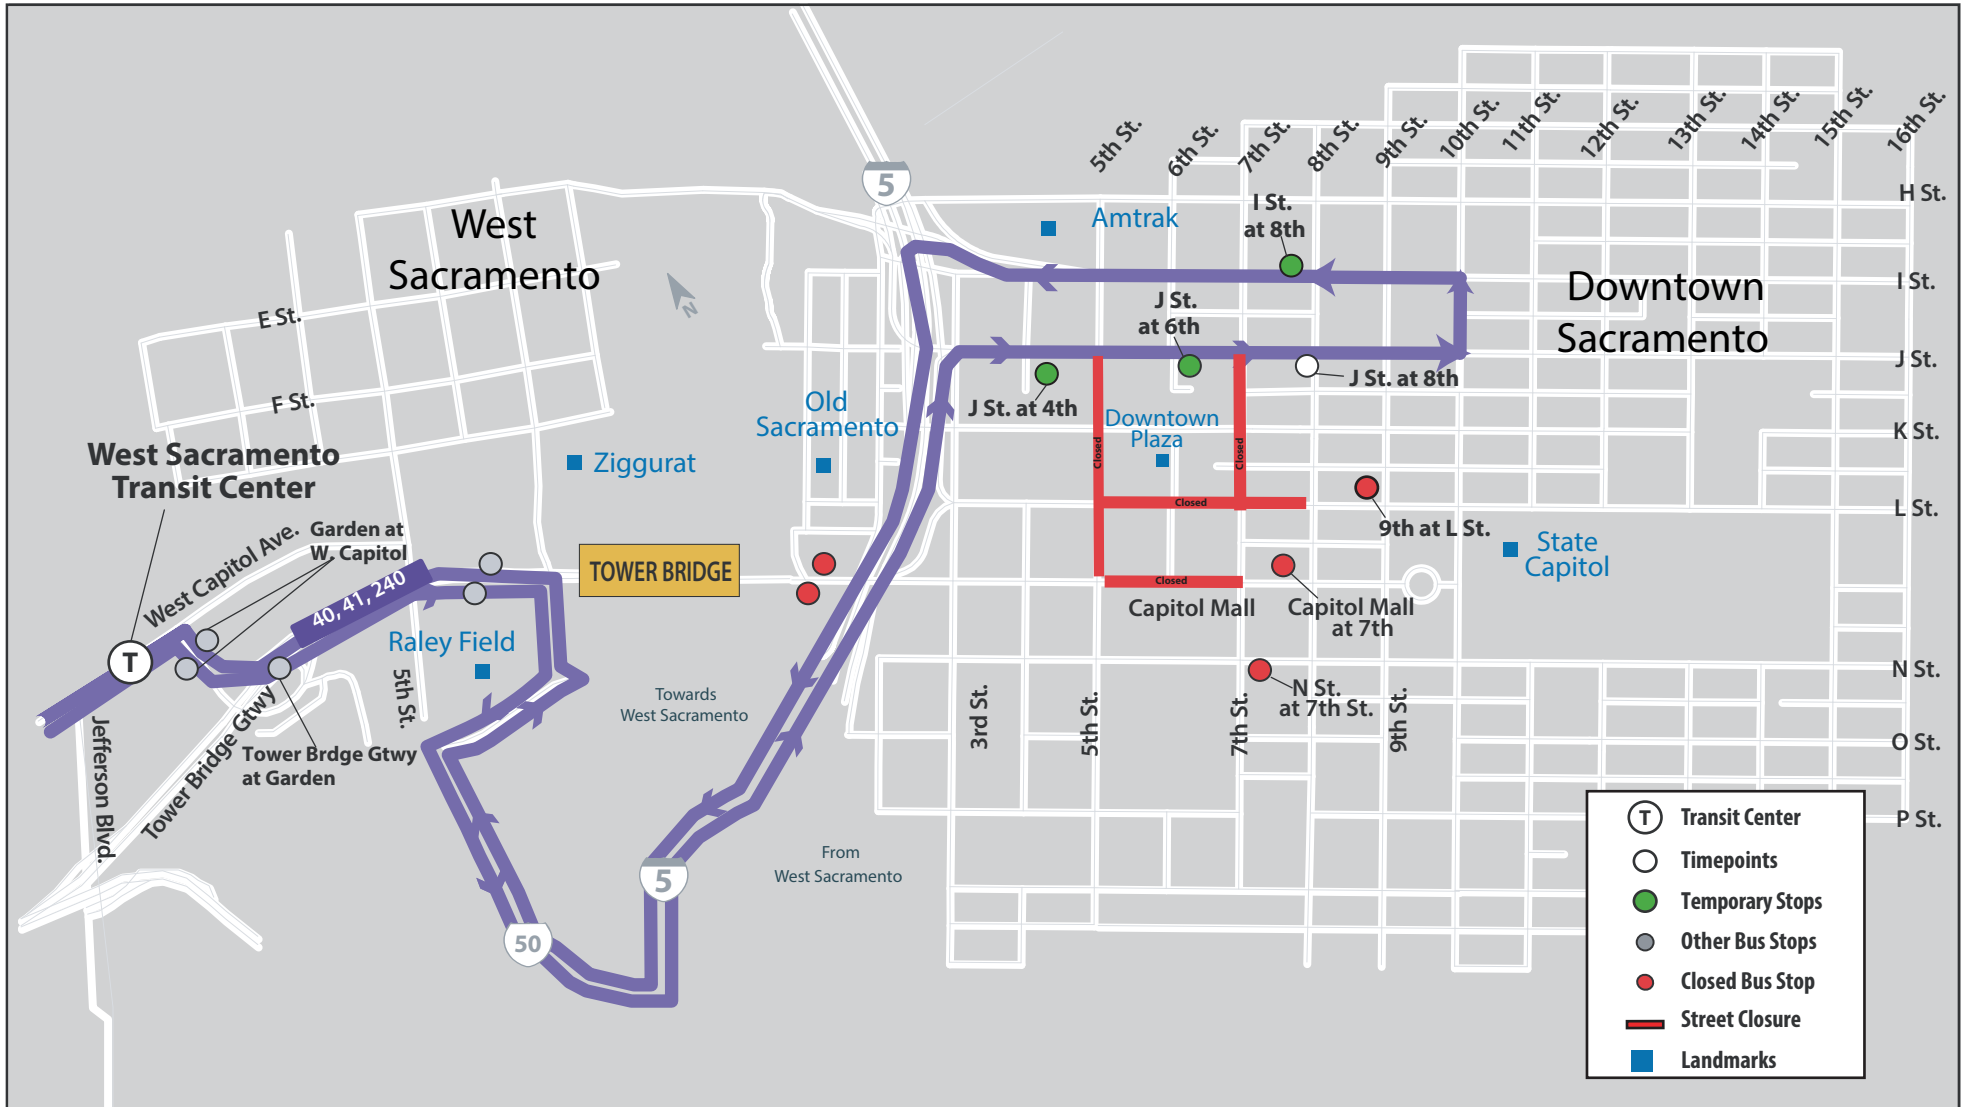 5th St.
6th St.
7th St.
8th St.
9th St.
10th St.
11th St.
12th St.
13th St.
14th St.
15th St.
16th St.
5
H St.
West
Sacramento
Amtrak
I St.
at 8th
I St.
Downtown
Sacramento
N
E St.
J St.
at 6th
J St.
J St. at 8th
F St.
Old
Sacramento
J St. at 4th
Downtown
Plaza
K St.
Closed
Closed
West Sacramento
Transit Center
Ziggurat
Closed
L St.
9th at L St.
Garden at
W. Capitol
West Capitol Ave.
State
Capitol
TOWER BRIDGE
40, 41, 240
Closed
Capitol Mall
Capitol Mall
at 7th
Raley Field
T
N St.
5th St.
Towards
West Sacramento
3rd St.
5th St.
7th St.
N St.
at 7th St.
9th St.
Jefferson Blvd.
Tower Bridge Gtwy
Tower Brdge Gtwy
at Garden
O St.
P St.
From
West Sacramento
5
50
T
Transit Center
Timepoints
Temporary Stops
Other Bus Stops
Closed Bus Stop
Street Closure
Landmarks